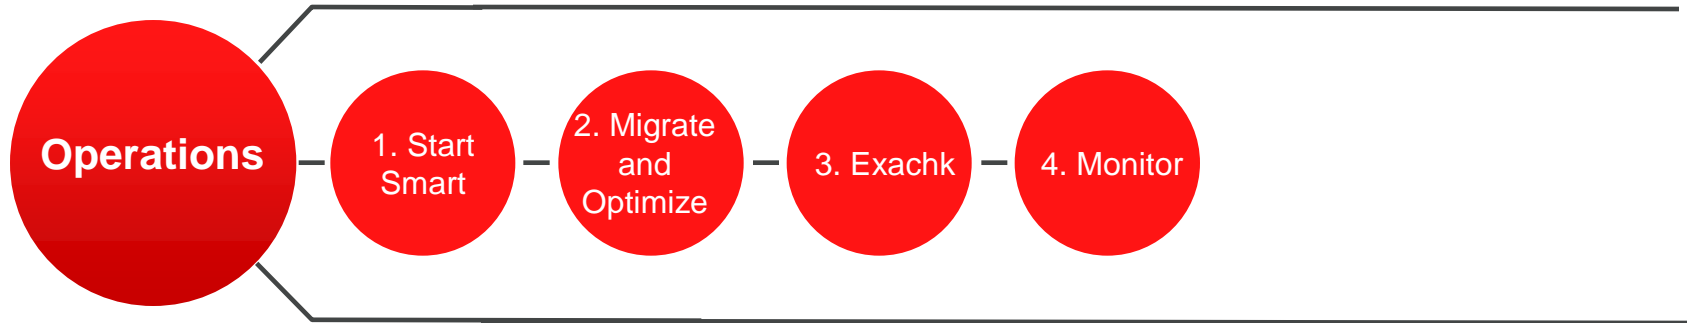 Operations
1. Start
Smart
2. Migrate
and
Optimize
3. Exachk
4. Monitor